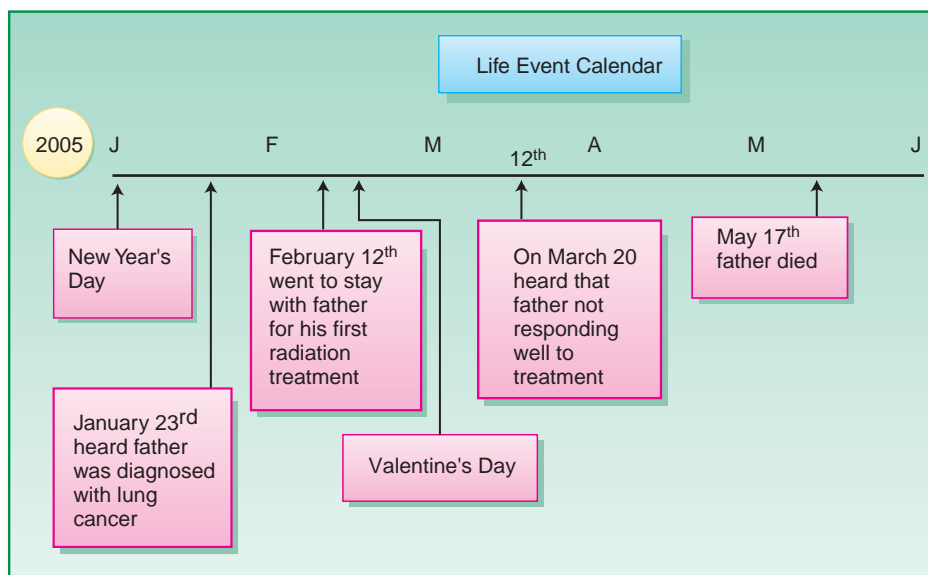 Life Event Calendar
2005 J F M A M J
12th
New Year's
Day
February 12th
went to stay
with father
for his first
radiation
treatment
On March 20
heard that
father not
responding
well to
treatment
May 17th
father died
January 23rd
heard father
was diagnosed
with lung
cancer
Valentine's Day